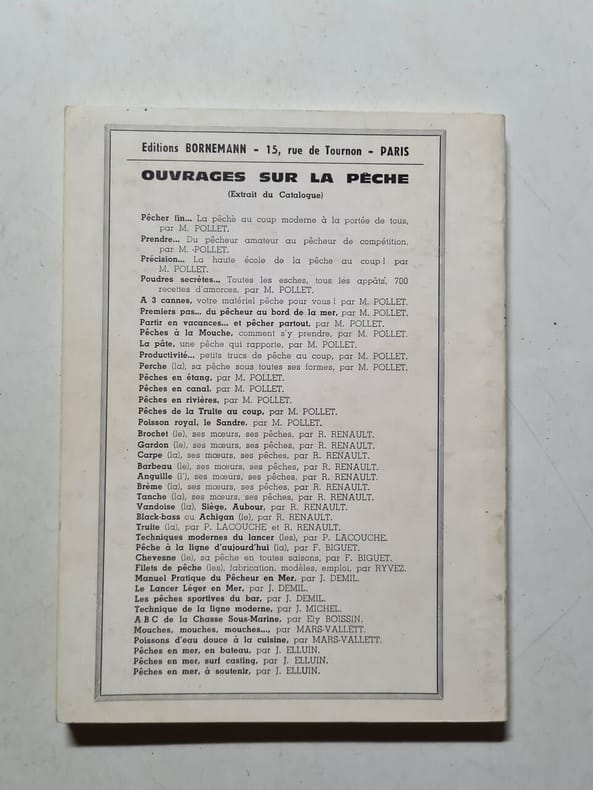 Editions BORNEMANN - 15, rue de Tournon - PARIS
OUVRAGES SUR LA PÊCHE
(Extrait du Catalogue)
Pêcher fin... La pêche au coup moderne à la portée de tous,
par M. POLLET.
Prendre... Du pêcheur amateur au pêcheur de compétition,
par M. POLLET.
Précision... La haute école de la pêche au coup! par
M. POLLET.
Poudres secrètes... Toutes les esches, tous les appâts, 700
recettes d'amorces, par M. POLLET.
A 3 cannes, votre matériel pêche pour vous! par M. POLLET.
Premiers pas... du pêcheur au bord de la mer, par M. POLLET.
Partir en vacances... et pêcher partout, par M. POLLET.
Pêches à la Mouche, comment s'y prendre, par M. POLLET.
La pâte, une pêche qui rapporte, par M. POLLET.
Productivité... petits trucs de pêche au coup, par M. POLLET.
Perche (la), sa pêche sous toutes ses formes, par M. POLLET.
Pêches en étang, par M. POLLET.
Pêches en canal, par M. POLLET.
Pêches en rivières, par M. POLLET.
Pêches de la Truite au coup, par M. POLLET.
Poisson royal, le Sandre, par M. POLLET.
Brochet (le), ses mœurs, ses pêches, par R. RENAULT.
Gardon (le), ses mœurs, ses pêches, par R. RENAULT.
Carpe (la), ses mœurs, ses pêches, par R. RENAULT.
Barbeau (le), ses mœurs, ses pêches, par R. RENAULT.
Anguille (l'), ses mœurs, ses pêches, par R. RENAULT.
Brème (la), ses mœurs, ses pêches, par R. RENAULT.
Tanche (la), ses mœurs, ses pêches, par R. RENAULT.
Vandoise (la), Siège, Aubour, par R. RENAULT.
Black-bass ou Achigan (le), par R. RENAULT.
Truite (la), par P. LACOUCHE et R. RENAULT.
Techniques modernes du lancer (les), par P. LACOUCHE.
Pêche à la ligne d'aujourd'hui (la), par F. BIGUET.
Chevesne (le), sa pêche en toutes saisons, par F. BIGUET.
Filets de pêche (les), fabrication, modèles, emploi, par RYVEZ.
Manuel Pratique du Pêcheur en Mer, par J. DEMIL.
Le Lancer Léger en Mer, par J. DEMIL.
Les pêches sportives du bar, par J. DEMIL.
Technique de la ligne moderne, par J. MICHEL.
A B C de la Chasse Sous-Marine, par Ely BOISSIN.
Mouches, mouches, mouches..., par MARS-VALLETT.
Poissons d'eau douce à la cuisine, par MARS-VALLETT.
Pêches en mer, en bateau, par J. ELLUIN.
Pêches en mer, surf casting, par J. ELLUIN.
Pêches en mer, à soutenir, par J. ELLUIN.